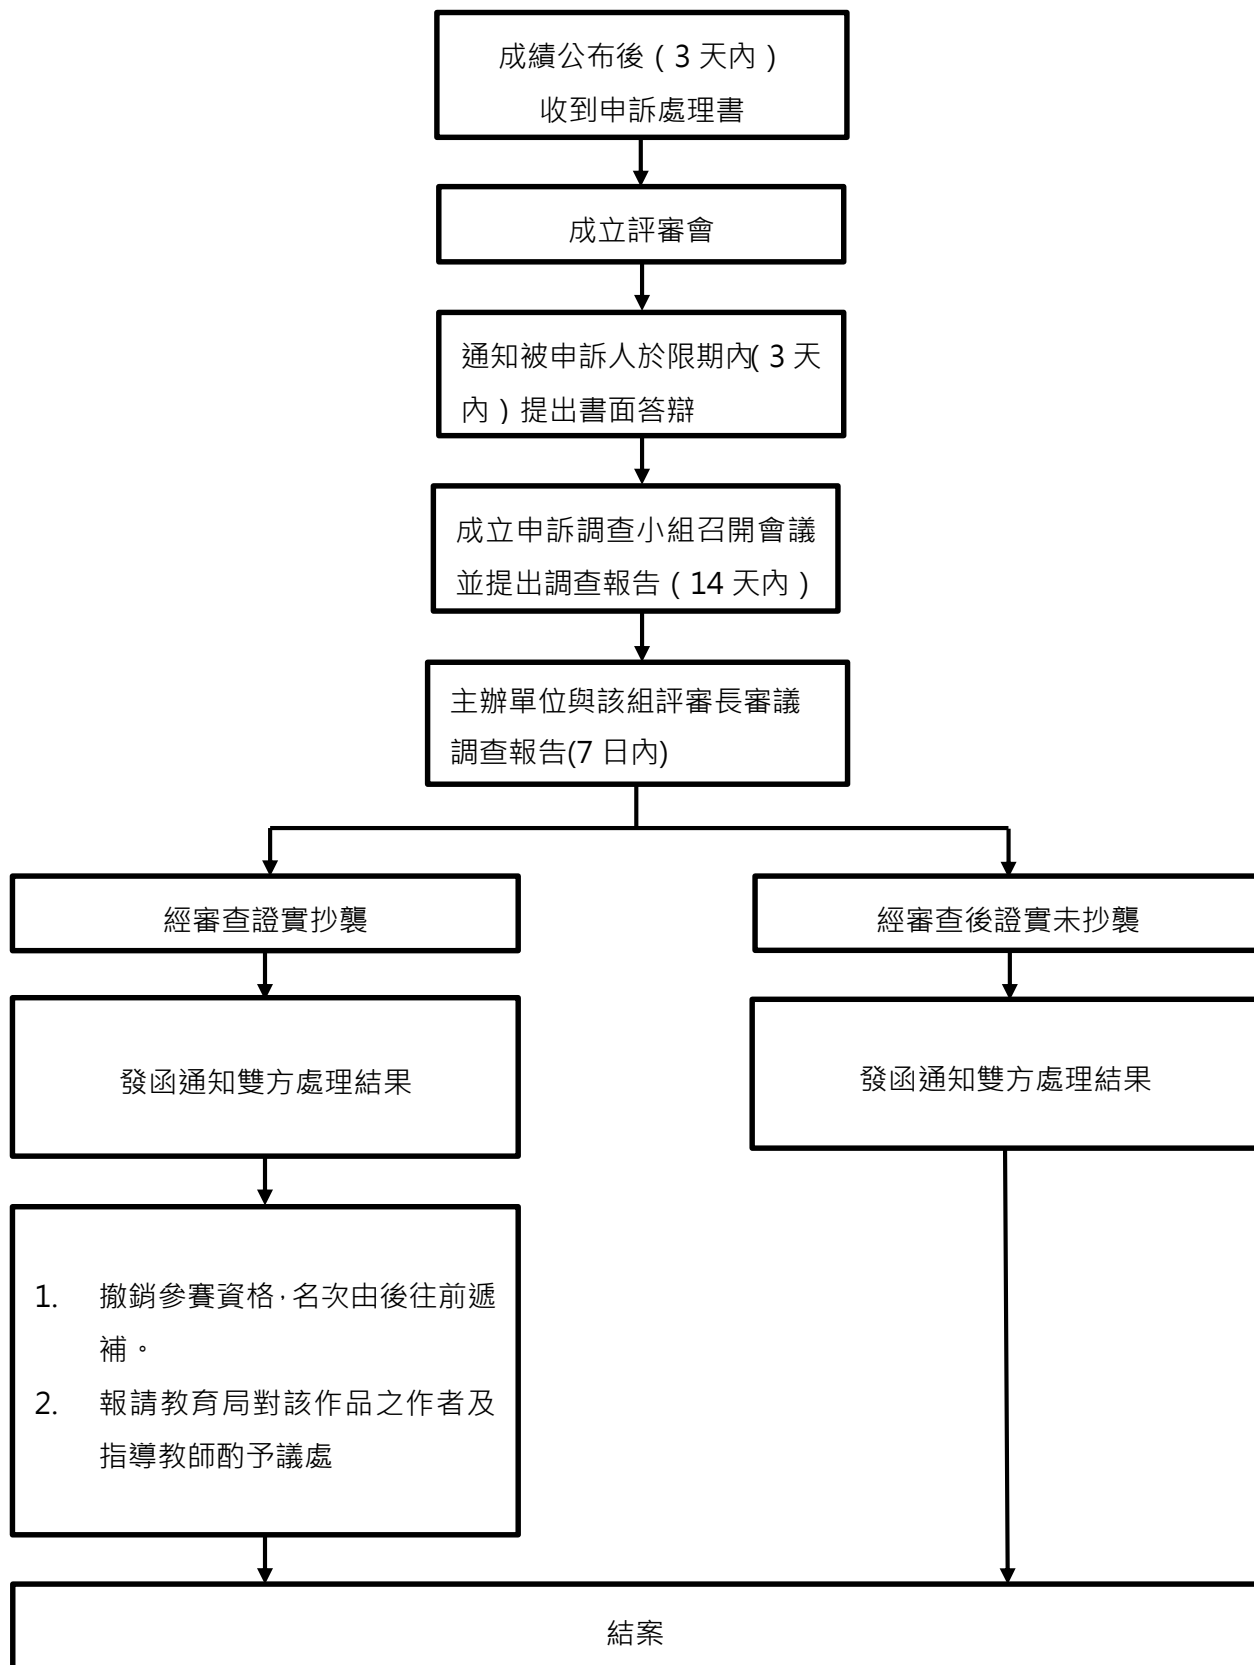 成績公布後（3 天內）
收到申訴處理書
成立評審會
通知被申訴人於限期內（3 天
內）提出書面答辯
成立申訴調查小組召開會議
並提出調查報告（14 天內）
主辦單位與該組評審長審議
調查報告(7 日內)
經審查證實抄襲
經審查後證實未抄襲
發函通知雙方處理結果
發函通知雙方處理結果
1. 撤銷參賽資格，名次由後往前遞
補。
2. 報請教育局對該作品之作者及
指導教師酌予議處
結案